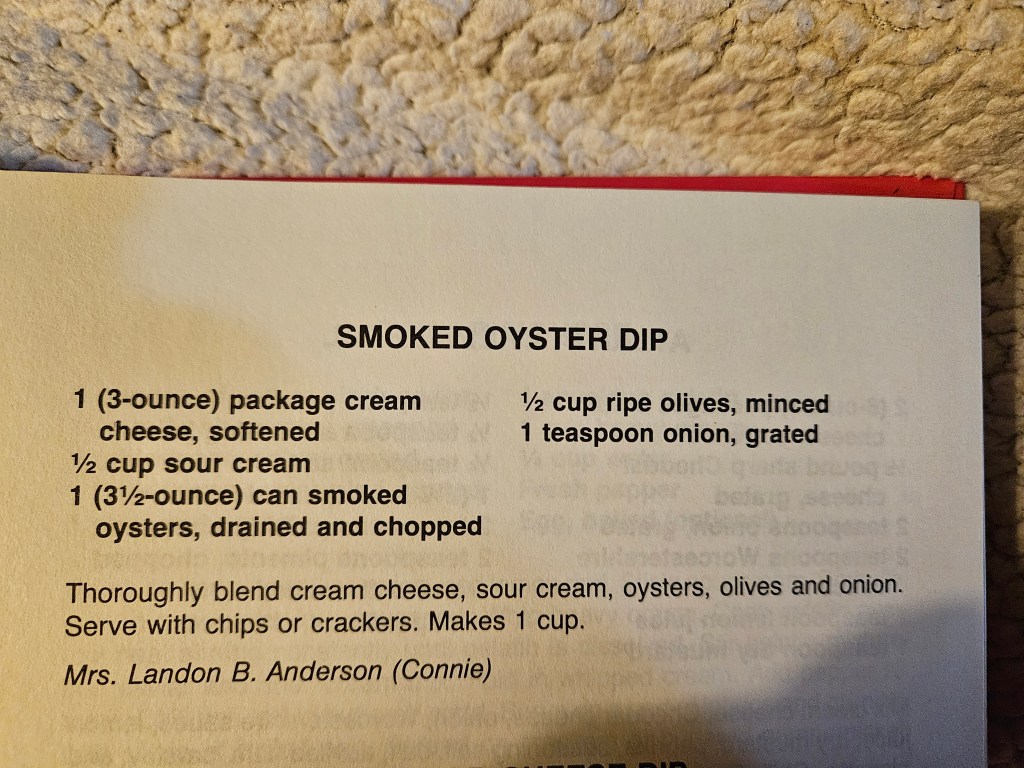 SMOKED OYSTER DIP
1 (3-ounce) package cream
cheese, softened
½ cup sour cream
1 (3½-ounce) can smoked
oysters, drained and chopped
½ cup ripe olives, minced
1 teaspoon onion, grated
Thoroughly blend cream cheese, sour cream, oysters, olives and onion.
Serve with chips or crackers. Makes 1 cup.
Mrs. Landon B. Anderson (Connie)
CHEESE DIP